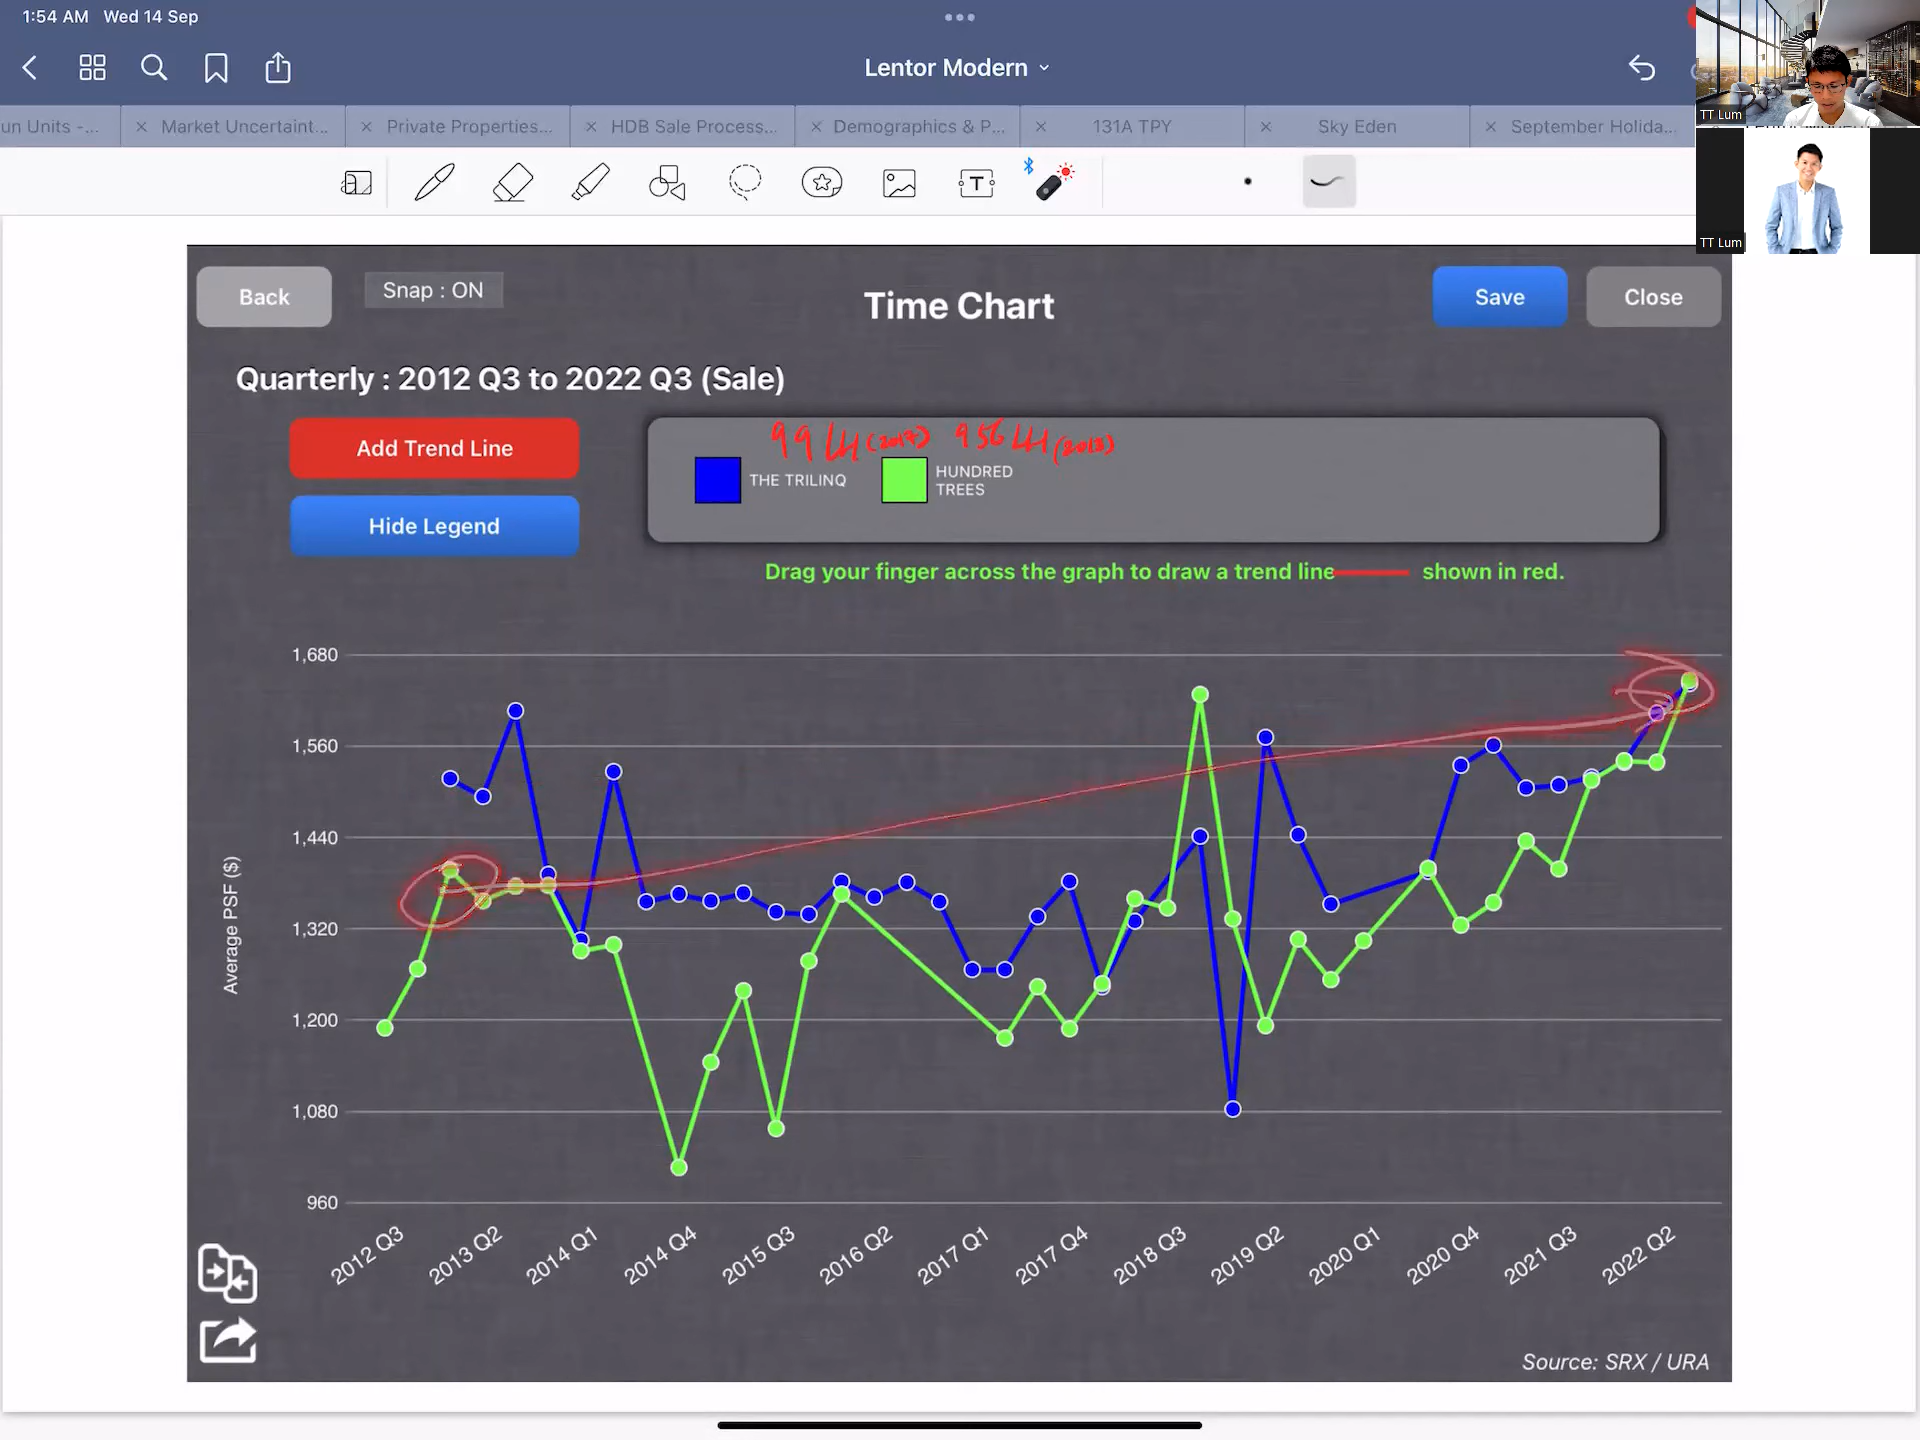 1:54 AM Wed 14 Sep
Lentor Modern
un Units -...
Market Uncertaint...
Private Properties...
HDB Sale Process,...
Demographics & P...
131A TPY
Sky Eden
September Holida...
TT Lum
TT Lum
Back
Snap : ON
Time Chart
Save
Close
Quarterly : 2012 Q3 to 2022 Q3 (Sale)
Add Trend Line
Hide Legend
99 LH (2017) 956 LH (2013)
THE TRILINQ
HUNDRED
TREES
Drag your finger across the graph to draw a trend line shown in red.
Average PSF ($)
1,680
1,560
1,440
1,320
1,200
1,080
960
2012 Q3
2013 Q2
2014 Q1
2014 Q4
2015 Q3
2016 Q2
2017 Q1
2017 Q4
2018 Q3
2019 Q2
2020 Q1
2020 Q4
2021 Q3
2022 Q2
Source: SRX / URA